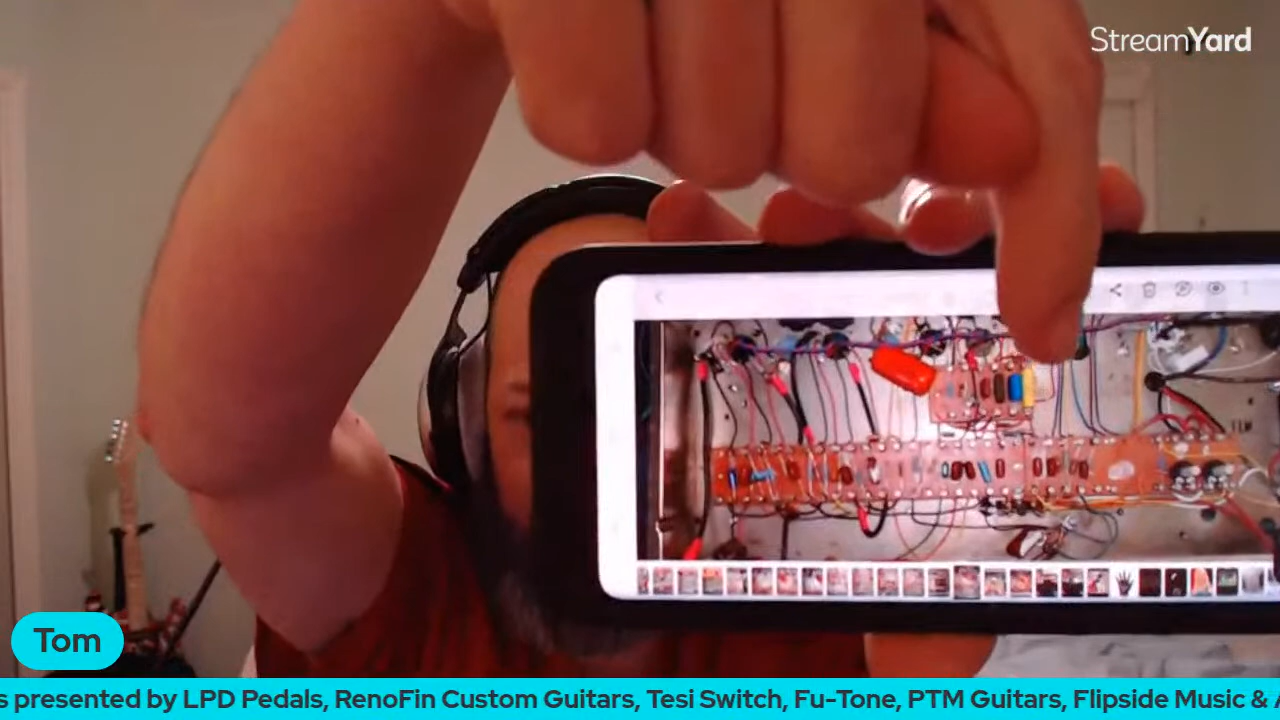 StreamYard
Tom
s presented by LPD Pedals, RenoFin Custom Guitars, Tesi Switch, Fu-Tone, PTM Guitars, Flipside Music &